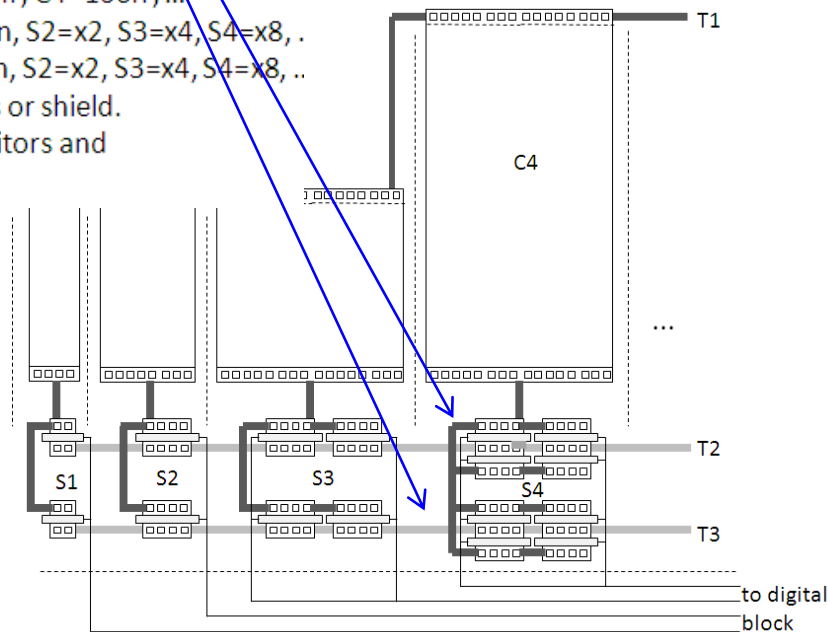 n, S2=x2, S3=x4, S4=x8, .
n, S2=x2, S3=x4, S4=x8, ..
s or shield.
itors and
T1
C4
...
T2
S1
S2
S3
S4
T3
to digital
block